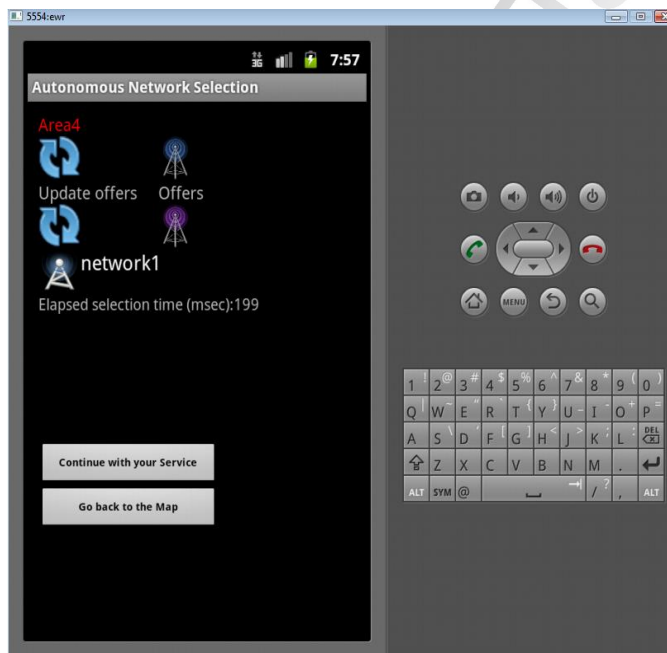 5554:ewr
3G 7:57
Autonomous Network Selection
Area4
Update offers Offers
network1
Elapsed selection time (msec):199
Continue with your Service
Go back to the Map
MENU
1 ! 2 @ 3 # 4 $ 5 % 6 ^ 7 & 8 * 9 ( 0 )
Q | W ~ E " R ` T { Y } U - I - O + P =
A S \ D ' F [ G ] H < J > K ; L : DEL
Z X C V B N M .
ALT SYM @ / ? , ALT